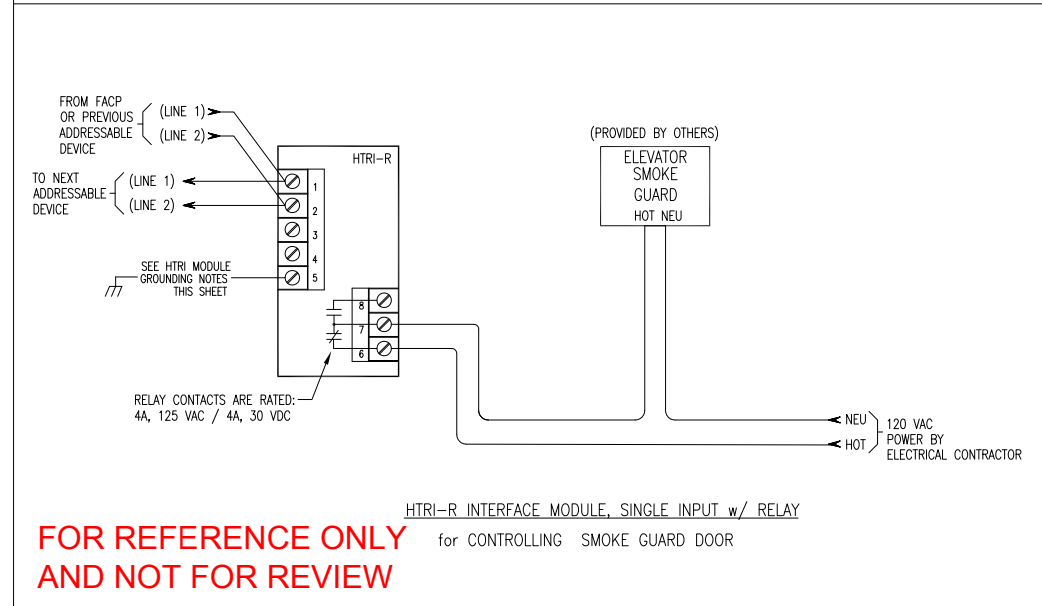 FROM FACP
OR PREVIOUS
ADDRESSABLE
DEVICE
(LINE 1)
(LINE 2)
TO NEXT
ADDRESSABLE
DEVICE
(LINE 1)
(LINE 2)
SEE HTRI MODULE
GROUNDING NOTES
THIS SHEET
HTRI-R
1
2
3
4
5
8
7
6
RELAY CONTACTS ARE RATED:
4A, 125 VAC / 4A, 30 VDC
(PROVIDED BY OTHERS)
ELEVATOR
SMOKE
GUARD
HOT NEU
NEU
HOT
120 VAC
POWER BY
ELECTRICAL CONTRACTOR
HTRI-R INTERFACE MODULE, SINGLE INPUT w/ RELAY
for CONTROLLING SMOKE GUARD DOOR
FOR REFERENCE ONLY
AND NOT FOR REVIEW